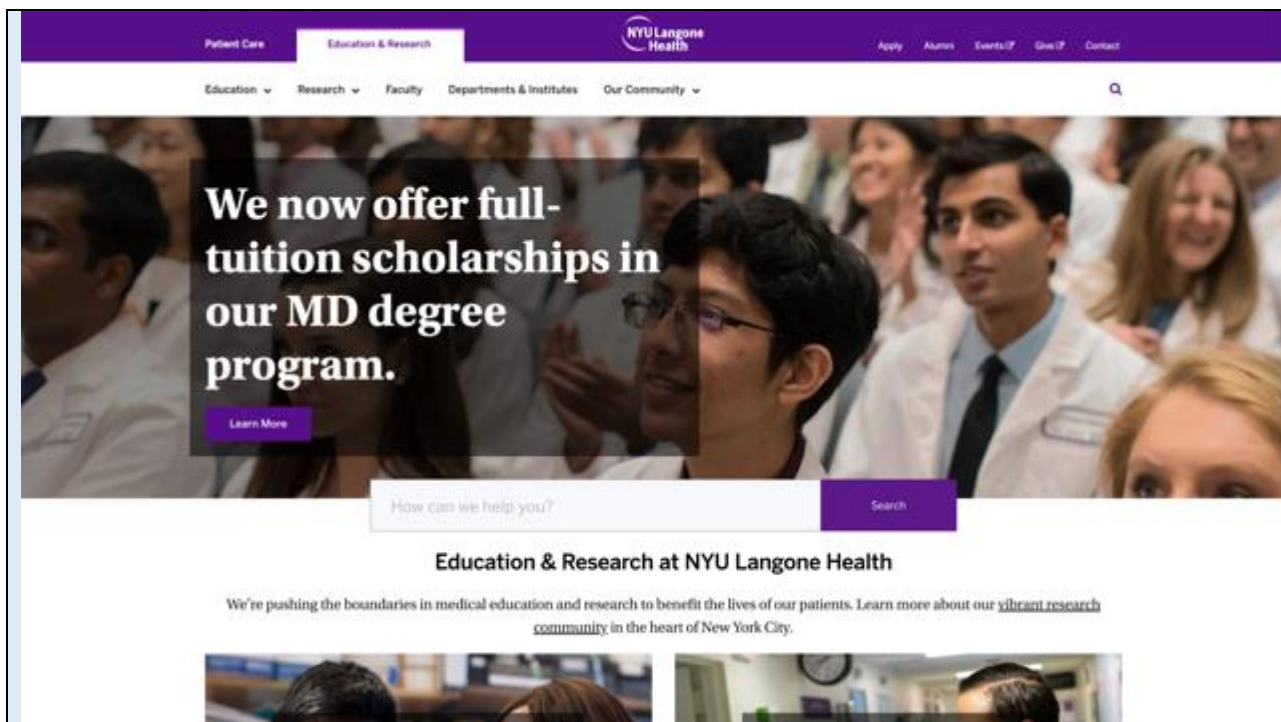 Patient Care
Education & Research
NYU Langone
Health
Apply
Alumni
Events
Give
Contact
Education
Research
Faculty
Departments & Institutes
Our Community
We now offer full-
tuition scholarships in
our MD degree
program.
Learn More
How can we help you?
Search
Education & Research at NYU Langone Health
We're pushing the boundaries in medical education and research to benefit the lives of our patients. Learn more about our vibrant research
community in the heart of New York City.